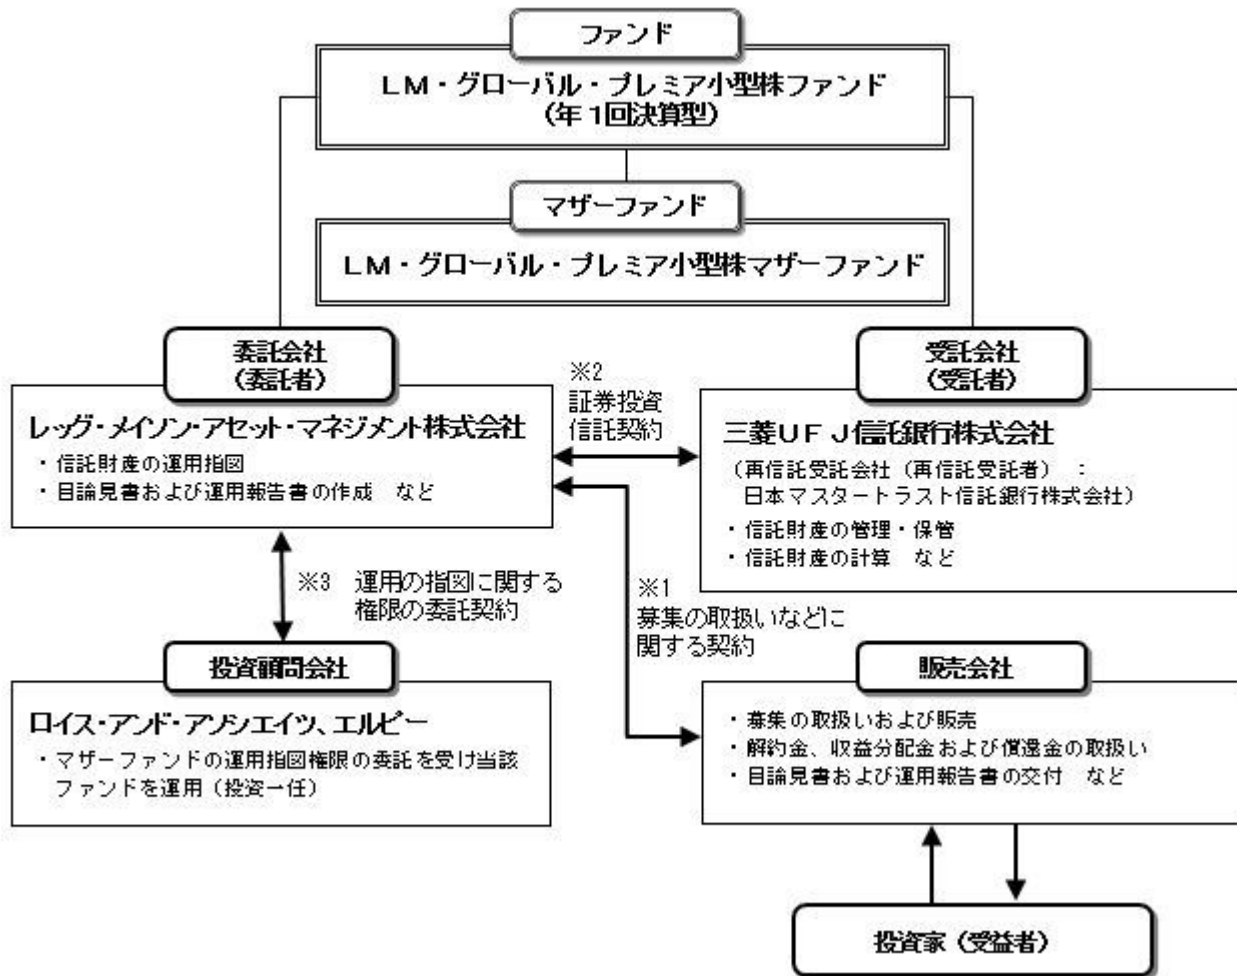 ファンド
LM・グローバル・プレミア小型株ファンド
(年1回決算型)
マザーファンド
LM・グローバル・プレミア小型株マザーファンド
委託会社
(委託者)
レッグ・メイソン・アセット・マネジメント株式会社
・信託財産の運用指図
・目論見書および運用報告書の作成 など
※2
証券投資
信託契約
受託会社
(受託者)
三菱UFJ信託銀行株式会社
(再信託受託会社(再信託受託者) :
日本マスタートラスト信託銀行株式会社)
・信託財産の管理・保管
・信託財産の計算 など
※3 運用の指図に関する
権限の委託契約
※1
募集の取扱いなどに
関する契約
投資顧問会社
ロイス・アンド・アソシエイツ、エルピー
・マザーファンドの運用指図権限の委託を受け当該
ファンドを運用(投資一任)
販売会社
・募集の取扱いおよび販売
・解約金、収益分配金および償還金の取扱い
・目論見書および運用報告書の交付 など
投資家(受益者)